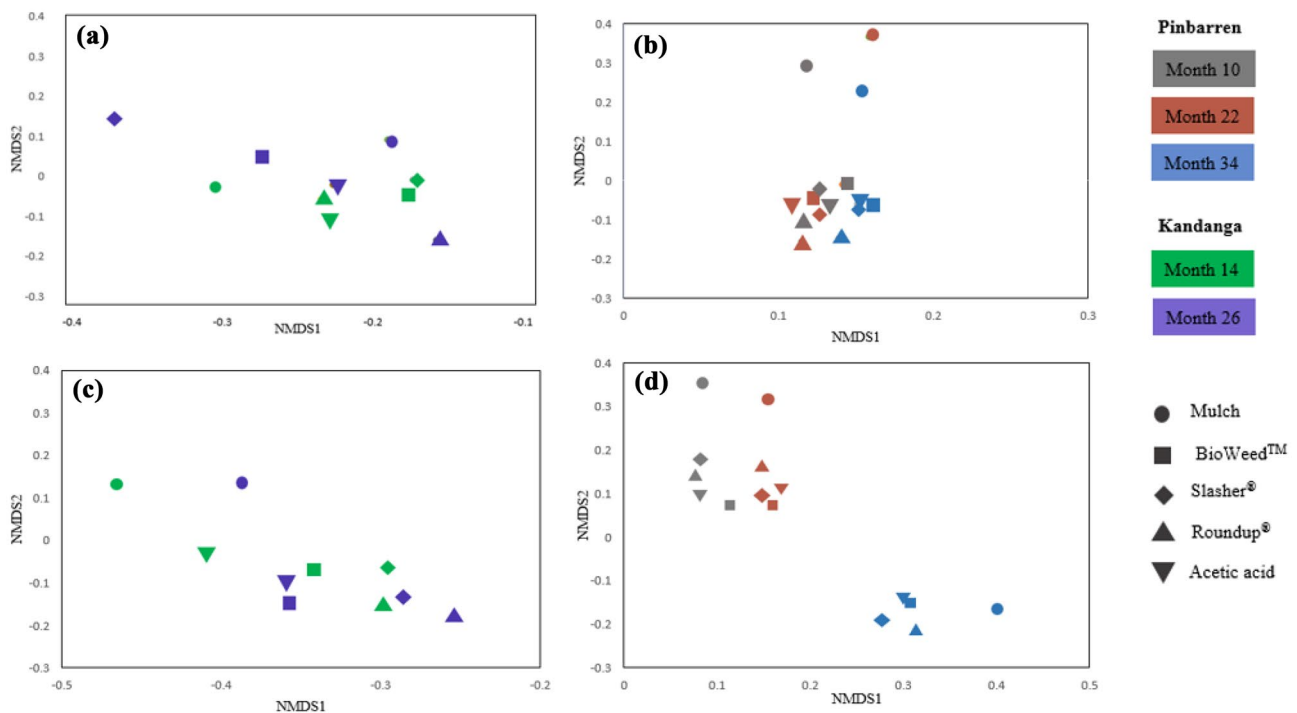 (a)
0.4
0.3
0.2
0.1
0
-0.1
-0.2
-0.3
NMDS2
-0.4
-0.3
-0.2
-0.1
NMDS1
(b)
0.4
0.3
0.2
0.1
0
-0.1
-0.2
-0.3
NMDS2
0
0.1
0.2
0.3
NMDS1
(c)
0.4
0.3
0.2
0.1
0
-0.1
-0.2
-0.3
NMDS2
-0.5
-0.4
-0.3
-0.2
NMDS1
(d)
0.4
0.3
0.2
0.1
0
-0.1
-0.2
-0.3
NMDS2
0
0.1
0.2
0.3
0.4
0.5
NMDS1
Pinbarren
Month 10
Month 22
Month 34
Kandanga
Month 14
Month 26
Mulch
BioWeed™
Slasher®
Roundup®
Acetic acid